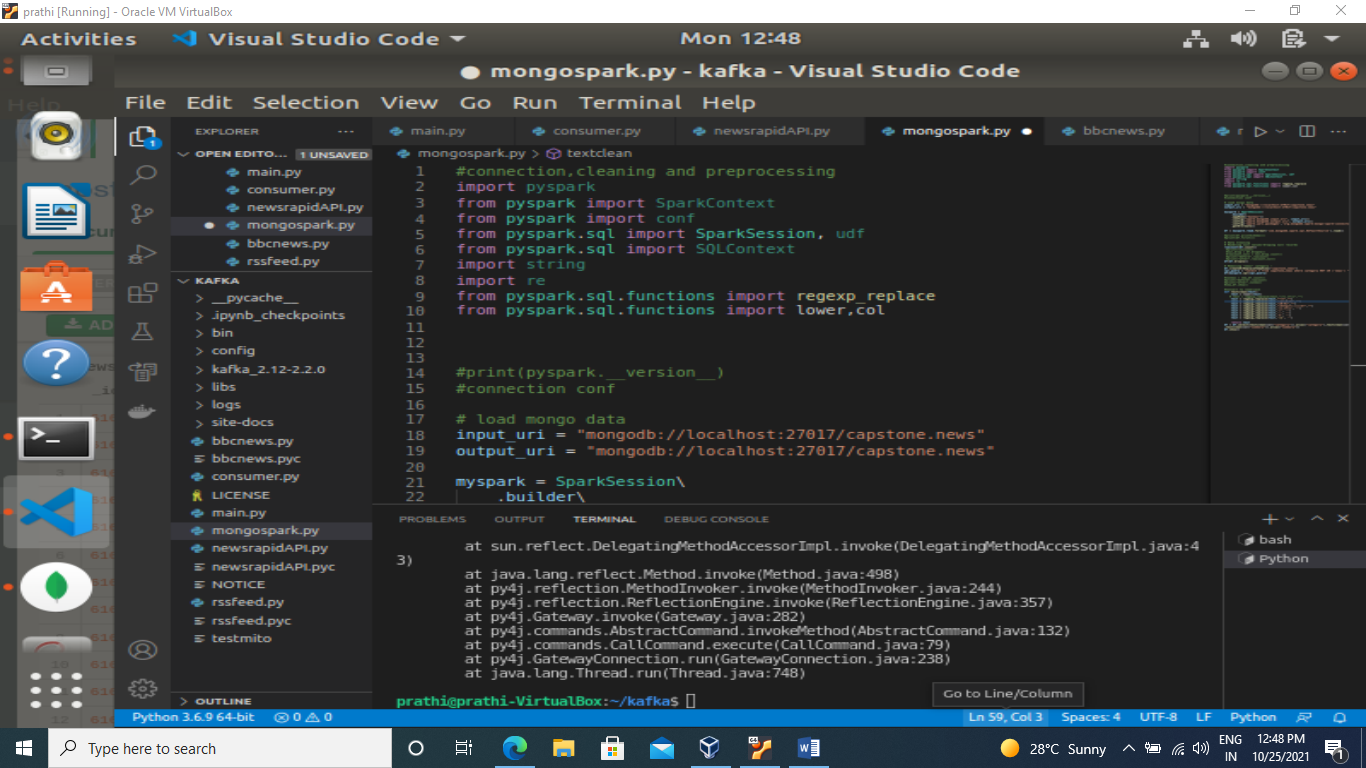 prathi [Running] - Oracle VM VirtualBox
Activities
Visual Studio Code
Mon 12:48
mongospark.py - kafka - Visual Studio Code
File Edit Selection View Go Run Terminal Help
EXPLORER
main.py
consumer.py
newsrapidAPI.py
mongospark.py
bbcnews.py
OPEN EDITO... 1 UNSAVED
main.py
consumer.py
newsrapidAPI.py
mongospark.py
bbcnews.py
rssfeed.py
KAFKA
__pycache__
.ipynb_checkpoints
bin
config
kafka_2.12-2.2.0
libs
logs
site-docs
bbcnews.py
bbcnews.pyc
consumer.py
LICENSE
main.py
mongospark.py
newsrapidAPI.py
newsrapidAPI.pyc
NOTICE
rssfeed.py
rssfeed.pyc
testmito
OUTLINE
mongospark.py > textclean
1 #connection,cleaning and preprocessing
2 import pyspark
3 from pyspark import SparkContext
4 from pyspark import conf
5 from pyspark.sql import SparkSession, udf
6 from pyspark.sql import SQLContext
7 import string
8 import re
9 from pyspark.sql.functions import regexp_replace
10 from pyspark.sql.functions import lower,col
11
12
13
14 #print(pyspark.__version__)
15 #connection conf
16
17 # load mongo data
18 input_uri = "mongodb://localhost:27017/capstone.news"
19 output_uri = "mongodb://localhost:27017/capstone.news"
20
21 myspark = SparkSession\
22 .builder\
PROBLEMS OUTPUT TERMINAL DEBUG CONSOLE
at sun.reflect.DelegatingMethodAccessorImpl.invoke(DelegatingMethodAccessorImpl.java:4
3)
at java.lang.reflect.Method.invoke(Method.java:498)
at py4j.reflection.MethodInvoker.invoke(MethodInvoker.java:244)
at py4j.reflection.ReflectionEngine.invoke(ReflectionEngine.java:357)
at py4j.Gateway.invoke(Gateway.java:282)
at py4j.commands.AbstractCommand.invokeMethod(AbstractCommand.java:132)
at py4j.commands.CallCommand.execute(CallCommand.java:79)
at py4j.GatewayConnection.run(GatewayConnection.java:238)
at java.lang.Thread.run(Thread.java:748)
prathi@prathi-VirtualBox:~/kafka$
bash
Python
Go to Line/Column
Python 3.6.9 64-bit 0 0 Ln 59, Col 3 Spaces: 4 UTF-8 LF Python
Type here to search
28°C Sunny
ENG
IN
12:48 PM
10/25/2021
1